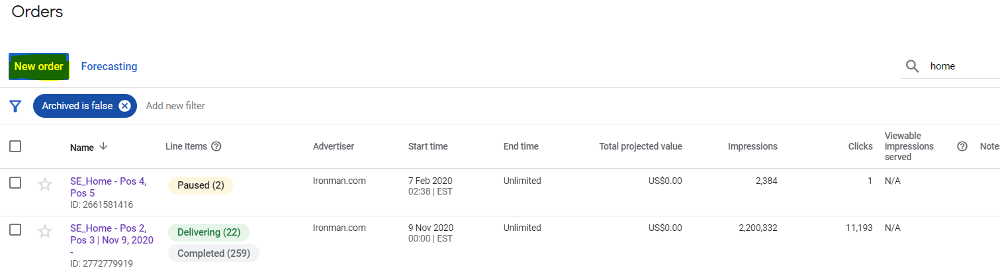 Orders
New order Forecasting home
Archived is false Add new filter
Name Line Items Advertiser Start time End time Total projected value Impressions Clicks Viewable impressions served Note
SE_Home - Pos 4, Paused (2) Ironman.com 7 Feb 2020 Unlimited US$0.00 2,384 1 N/A
Pos 5 02:38 | EST
ID: 2661581416
SE_Home - Pos 2, Delivering (22) Ironman.com 9 Nov 2020 Unlimited US$0.00 2,200,332 11,193 N/A
Pos 3 | Nov 9, 2020 00:00 | EST
- Completed (259)
ID: 2772779919